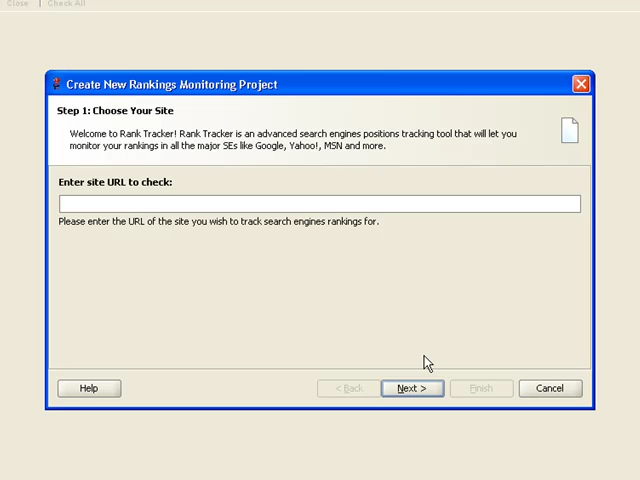 Close | Check All
Create New Rankings Monitoring Project
Step 1: Choose Your Site
Welcome to Rank Tracker! Rank Tracker is an advanced search engines positions tracking tool that will let you
monitor your rankings in all the major SEs like Google, Yahoo!, MSN and more.
Enter site URL to check:
Please enter the URL of the site you wish to track search engines rankings for.
Help
< Back
Next >
Finish
Cancel